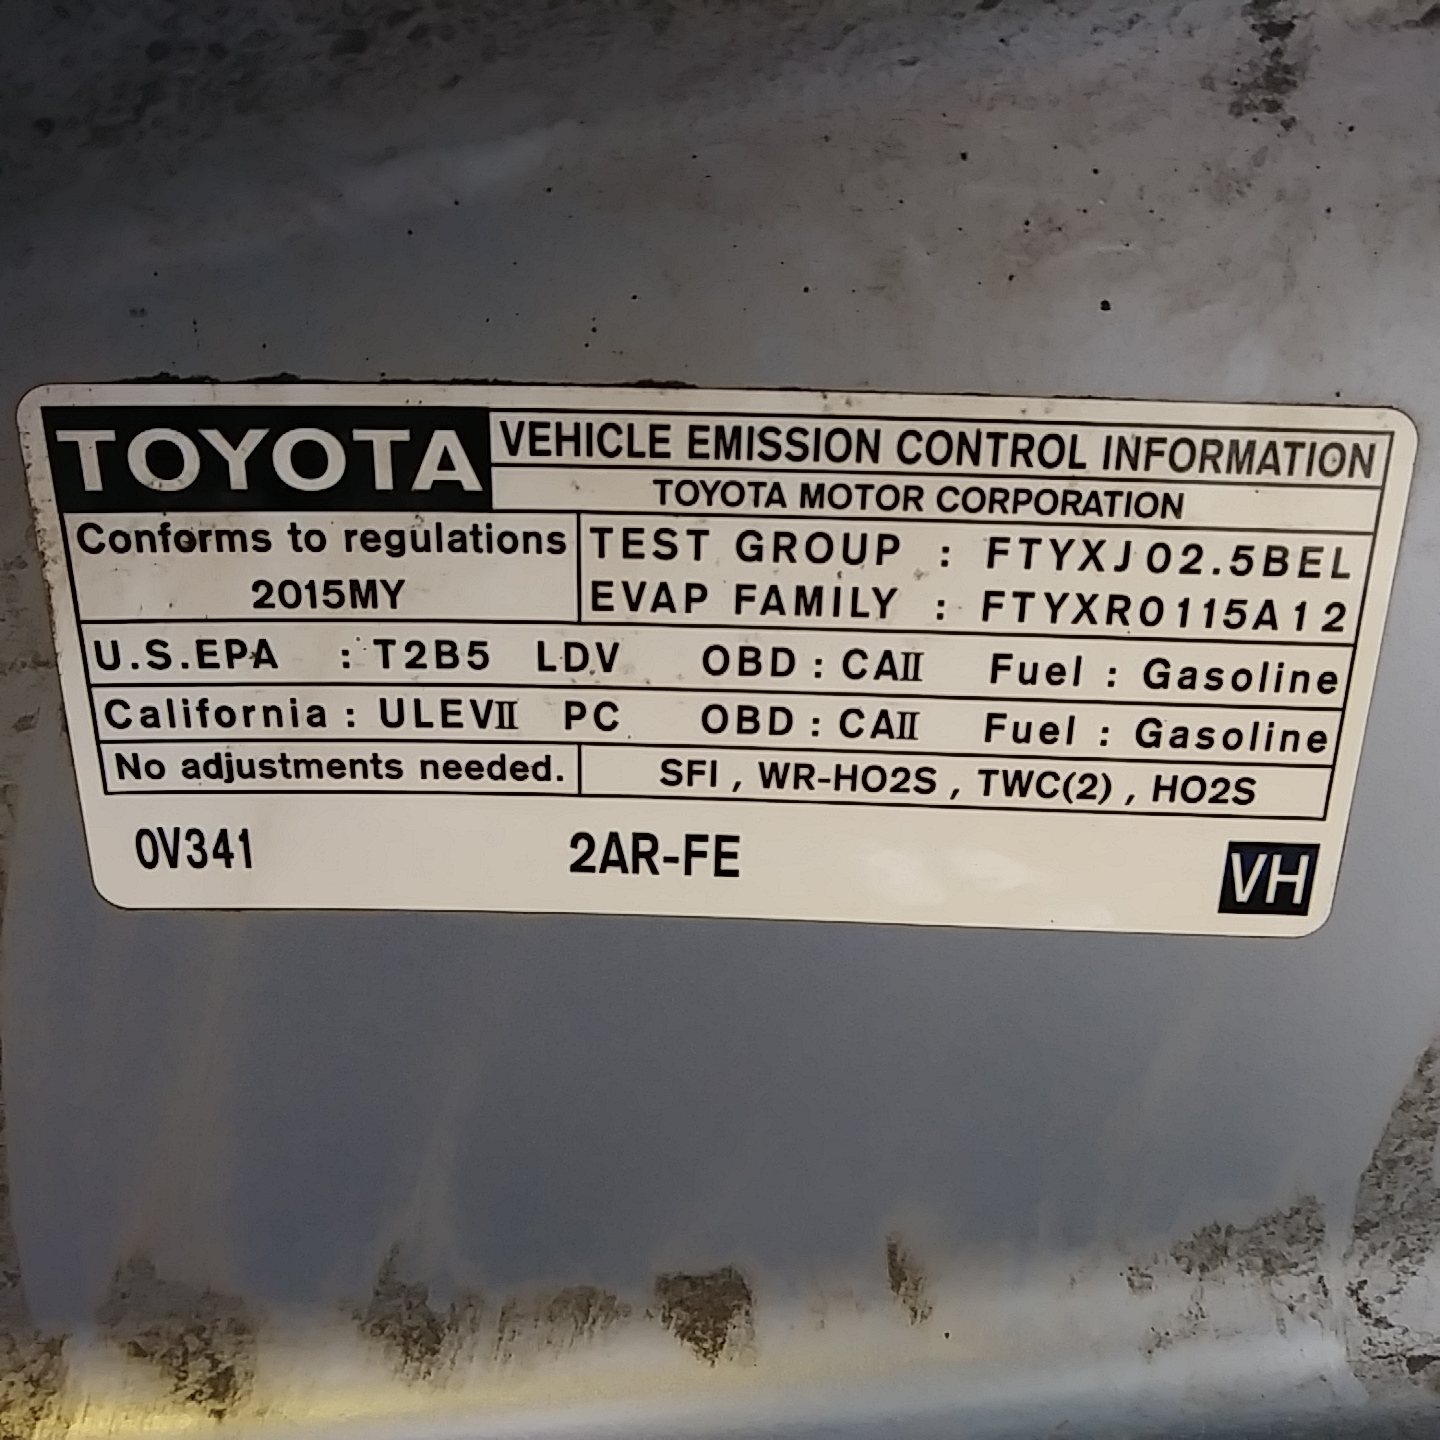 TOYOTA VEHICLE EMISSION CONTROL INFORMATION
TOYOTA MOTOR CORPORATION
Conforms to regulations
2015MY
TEST GROUP : FTYXJ02.5BEL
EVAP FAMILY : FTYXR0115A12
U.S.EPA : T2B5 LDV OBD : CAII Fuel : Gasoline
California : ULEVII PC OBD : CAII Fuel : Gasoline
No adjustments needed.
SFI , WR-HO2S , TWC(2) , HO2S
0V341 2AR-FE VH